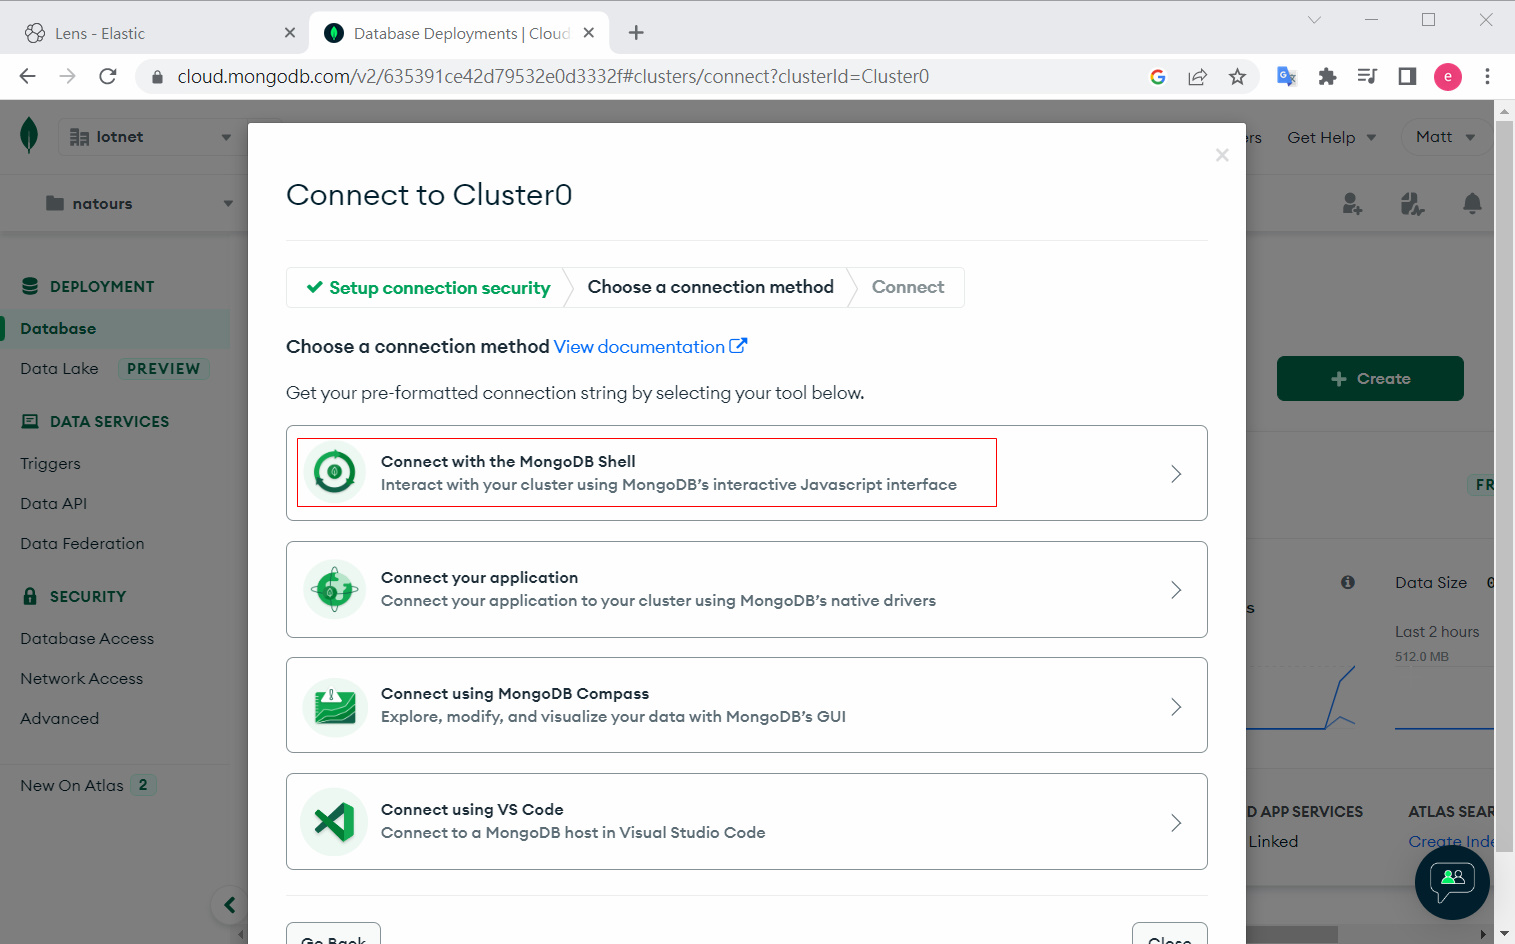 Lens - Elastic
Database Deployments | Cloud
cloud.mongodb.com/v2/635391ce42d79532e0d3332f#clusters/connect?clusterId=Cluster0
e
Iotnet
Get Help
Matt
natours
DEPLOYMENT
Database
Data Lake PREVIEW
DATA SERVICES
Triggers
Data API
Data Federation
SECURITY
Database Access
Network Access
Advanced
New On Atlas 2
Connect to Cluster0
Setup connection security
Choose a connection method
Connect
Choose a connection method View documentation
Get your pre-formatted connection string by selecting your tool below.
Connect with the MongoDB Shell
Interact with your cluster using MongoDB's interactive Javascript interface
Connect your application
Connect your application to your cluster using MongoDB's native drivers
Connect using MongoDB Compass
Explore, modify, and visualize your data with MongoDB's GUI
Connect using VS Code
Connect to a MongoDB host in Visual Studio Code
Go Back
Close
+ Create
FR
Data Size 0
Last 2 hours
512.0 MB
D APP SERVICES
Linked
ATLAS SEAR
Create Inde